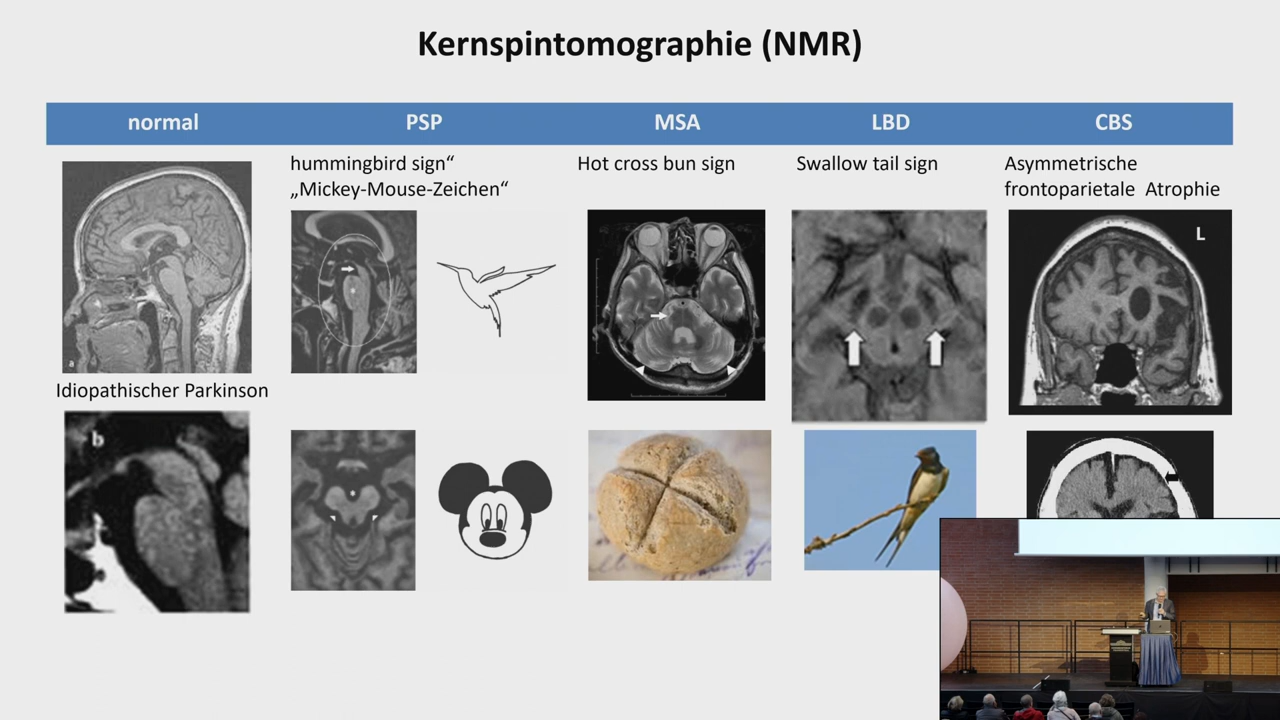 Kernspintomographie (NMR)
normal
PSP
MSA
LBD
CBS
hummingbird sign“
„Mickey-Mouse-Zeichen“
Hot cross bun sign
Swallow tail sign
Asymmetrische
frontoparietale Atrophie
L
a
Idiopathischer Parkinson
b